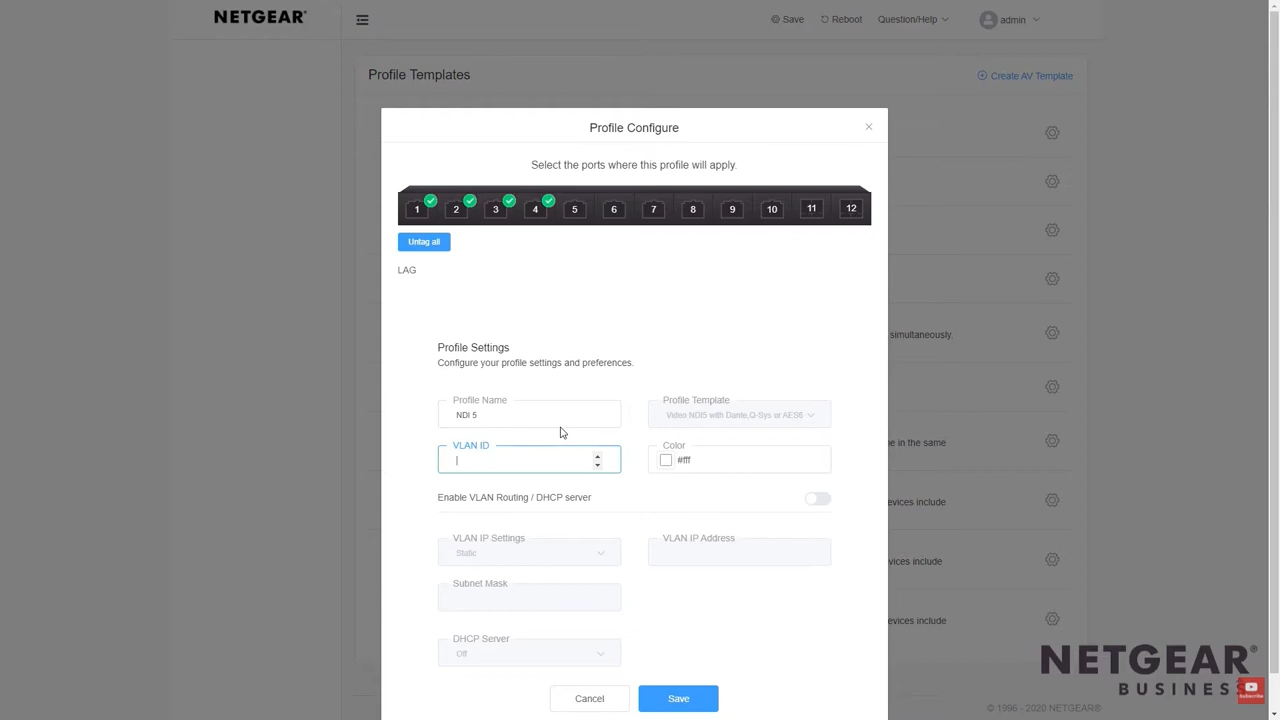 NETGEAR®
Save
Reboot
Question/Help
admin
Profile Templates
Create AV Template
Profile Configure
Select the ports where this profile will apply.
1 2 3 4 5 6 7 8 9 10 11 12
Untag all
LAG
simultaneously.
Profile Settings
Configure your profile settings and preferences.
Profile Name
NDI 5
Profile Template
Video NDI5 with Dante,Q-Sys or AES6
ne in the same
VLAN ID
Color
#fff
Enable VLAN Routing / DHCP server
evices include
VLAN IP Settings
Static
VLAN IP Address
vices include
Subnet Mask
evices include
DHCP Server
Off
Cancel
Save
NETGEAR®
BUSINESS
Subscribe
© 1996 - 2020 NETGEAR®